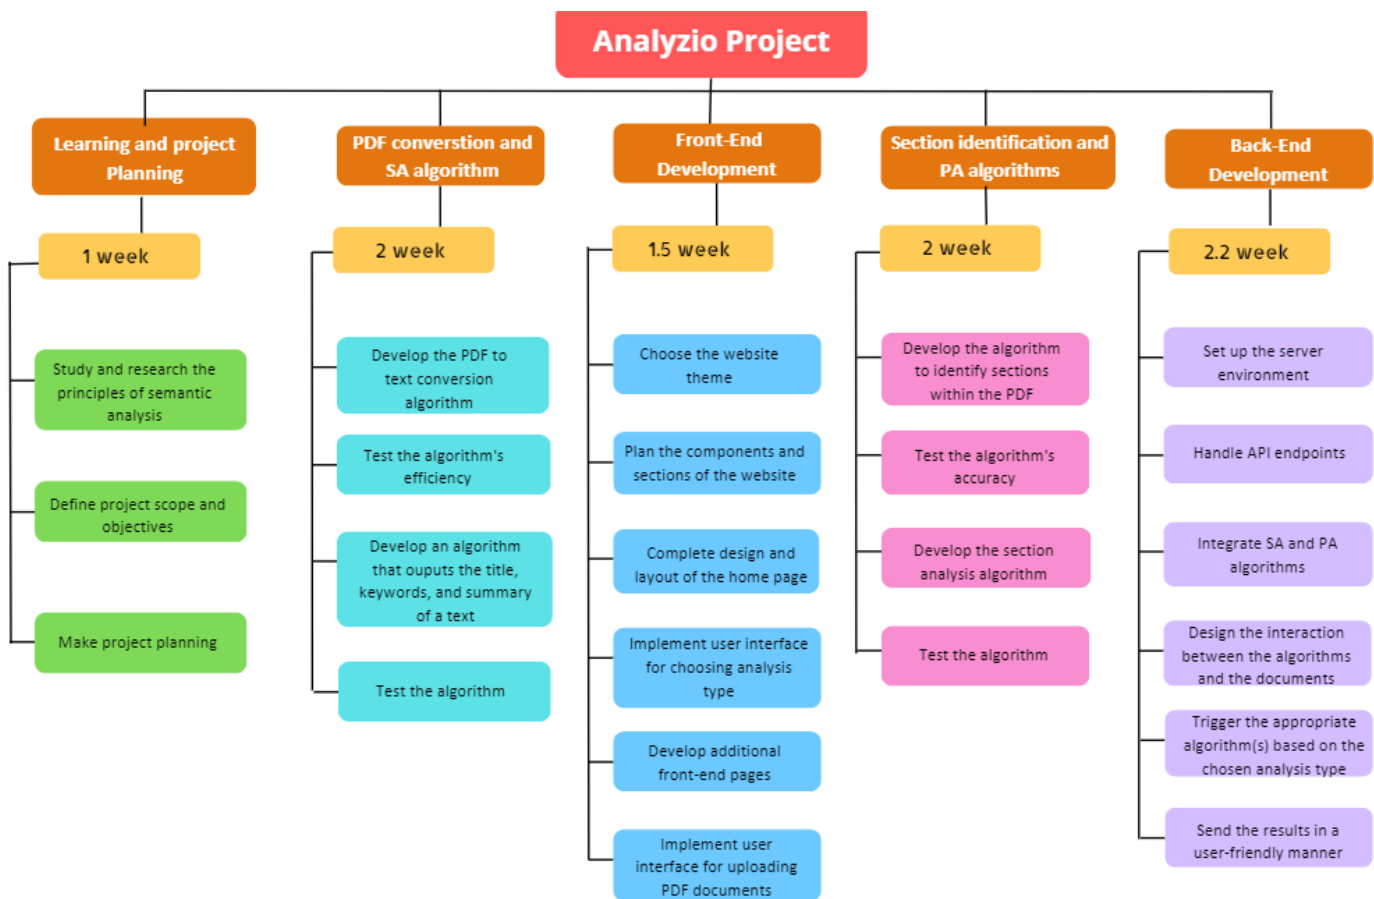 Analyzio Project
Learning and project
Planning
1 week
Study and research the
principles of semantic
analysis
Define project scope and
objectives
Make project planning
PDF converstion and
SA algorithm
2 week
Develop the PDF to
text conversion
algorithm
Test the algorithm's
efficiency
Develop an algorithm
that ouputs the title,
keywords, and summary
of a text
Test the algorithm
Front-End
Development
1.5 week
Choose the website
theme
Plan the components and
sections of the website
Complete design and
layout of the home page
Implement user interface
for choosing analysis
type
Develop additional
front-end pages
Implement user
interface for uploading
PDF documents
Section identification and
PA algorithms
2 week
Develop the algorithm
to identify sections
within the PDF
Test the algorithm's
accuracy
Develop the section
analysis algorithm
Test the algorithm
Back-End
Development
2.2 week
Set up the server
environment
Handle API endpoints
Integrate SA and PA
algorithms
Design the interaction
between the algorithms
and the documents
Trigger the appropriate
algorithm(s) based on the
chosen analysis type
Send the results in a
user-friendly manner